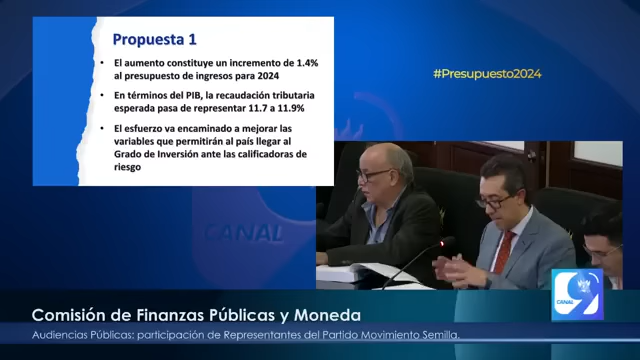 Propuesta 1
• El aumento constituye un incremento de 1.4%
al presupuesto de ingresos para 2024
• En términos del PIB, la recaudación tributaria
esperada pasa de representar 11.7 a 11.9%
• El esfuerzo va encaminado a mejorar las
variables que permitirán al país llegar al
Grado de Inversión ante las calificadoras de
riesgo
#Presupuesto2024
CANAL
CANAL
9
Comisión de Finanzas Públicas y Moneda
Audiencias Públicas: participación de Representantes del Partido Movimiento Semilla.